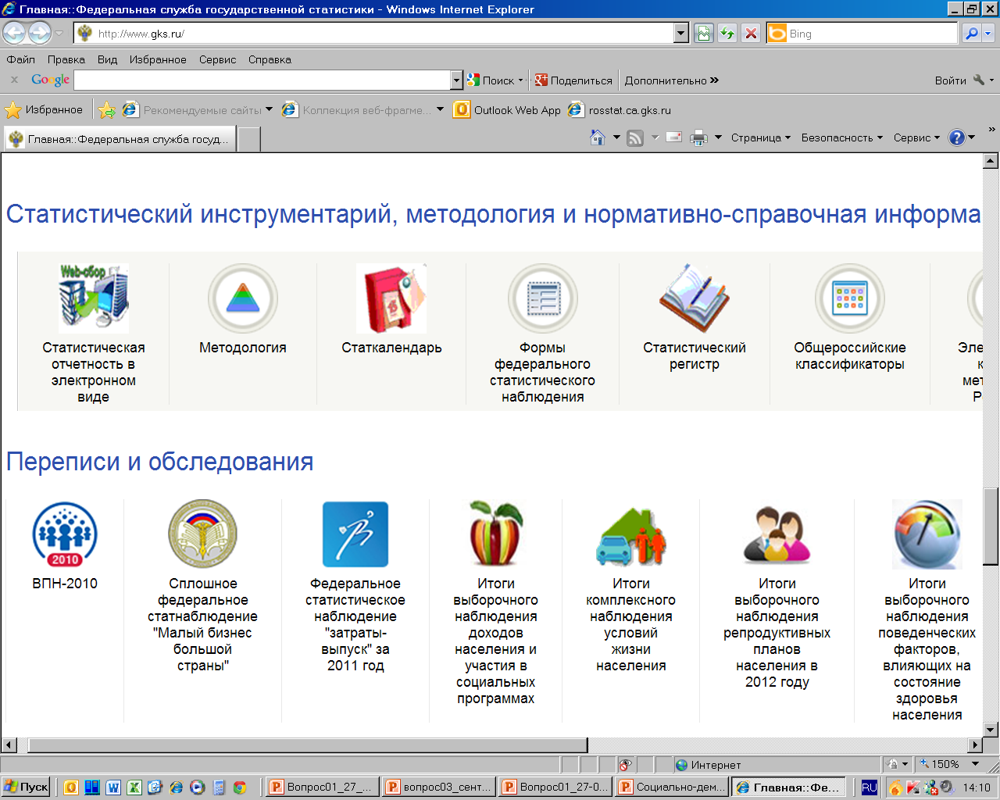 Главная::Федеральная служба государственной статистики - Windows Internet Explorer
http://www.gks.ru/
Bing
Файл Правка Вид Избранное Сервис Справка
x Google Поиск Поделиться Дополнительно » Войти
Избранное Рекомендуемые сайты Коллекция веб-фрагме... Outlook Web App rosstat.ca.gks.ru
Главная::Федеральная служба госуд... Страница Безопасность Сервис »
Статистический инструментарий, методология и нормативно-справочная информа
Web-сбор
Статистическая
отчетность в
электронном
виде
Методология
Статкалендарь
Формы
федерального
статистического
наблюдения
Статистический
регистр
Общероссийские
классификаторы
Эле
к
мет
Р
Переписи и обследования
2010
ВПН-2010
Сплошное
федеральное
статнаблюдение
"Малый бизнес
большой
страны"
Федеральное
статистическое
наблюдение
"затраты-
выпуск" за
2011 год
Итоги
выборочного
наблюдения
доходов
населения и
участия в
социальных
программах
Итоги
комплексного
наблюдения
условий
жизни
населения
Итоги
выборочного
наблюдения
репродуктивных
планов
населения в
2012 году
Итоги
выборочного
наблюдения
поведенческих
факторов,
влияющих на
состояние
здоровья
населения
Интернет 150%
Пуск Вопрос01_27_... вопрос03_сент... Вопрос01_27-0... Социально-дем... Главная::Фе... RU 14:10